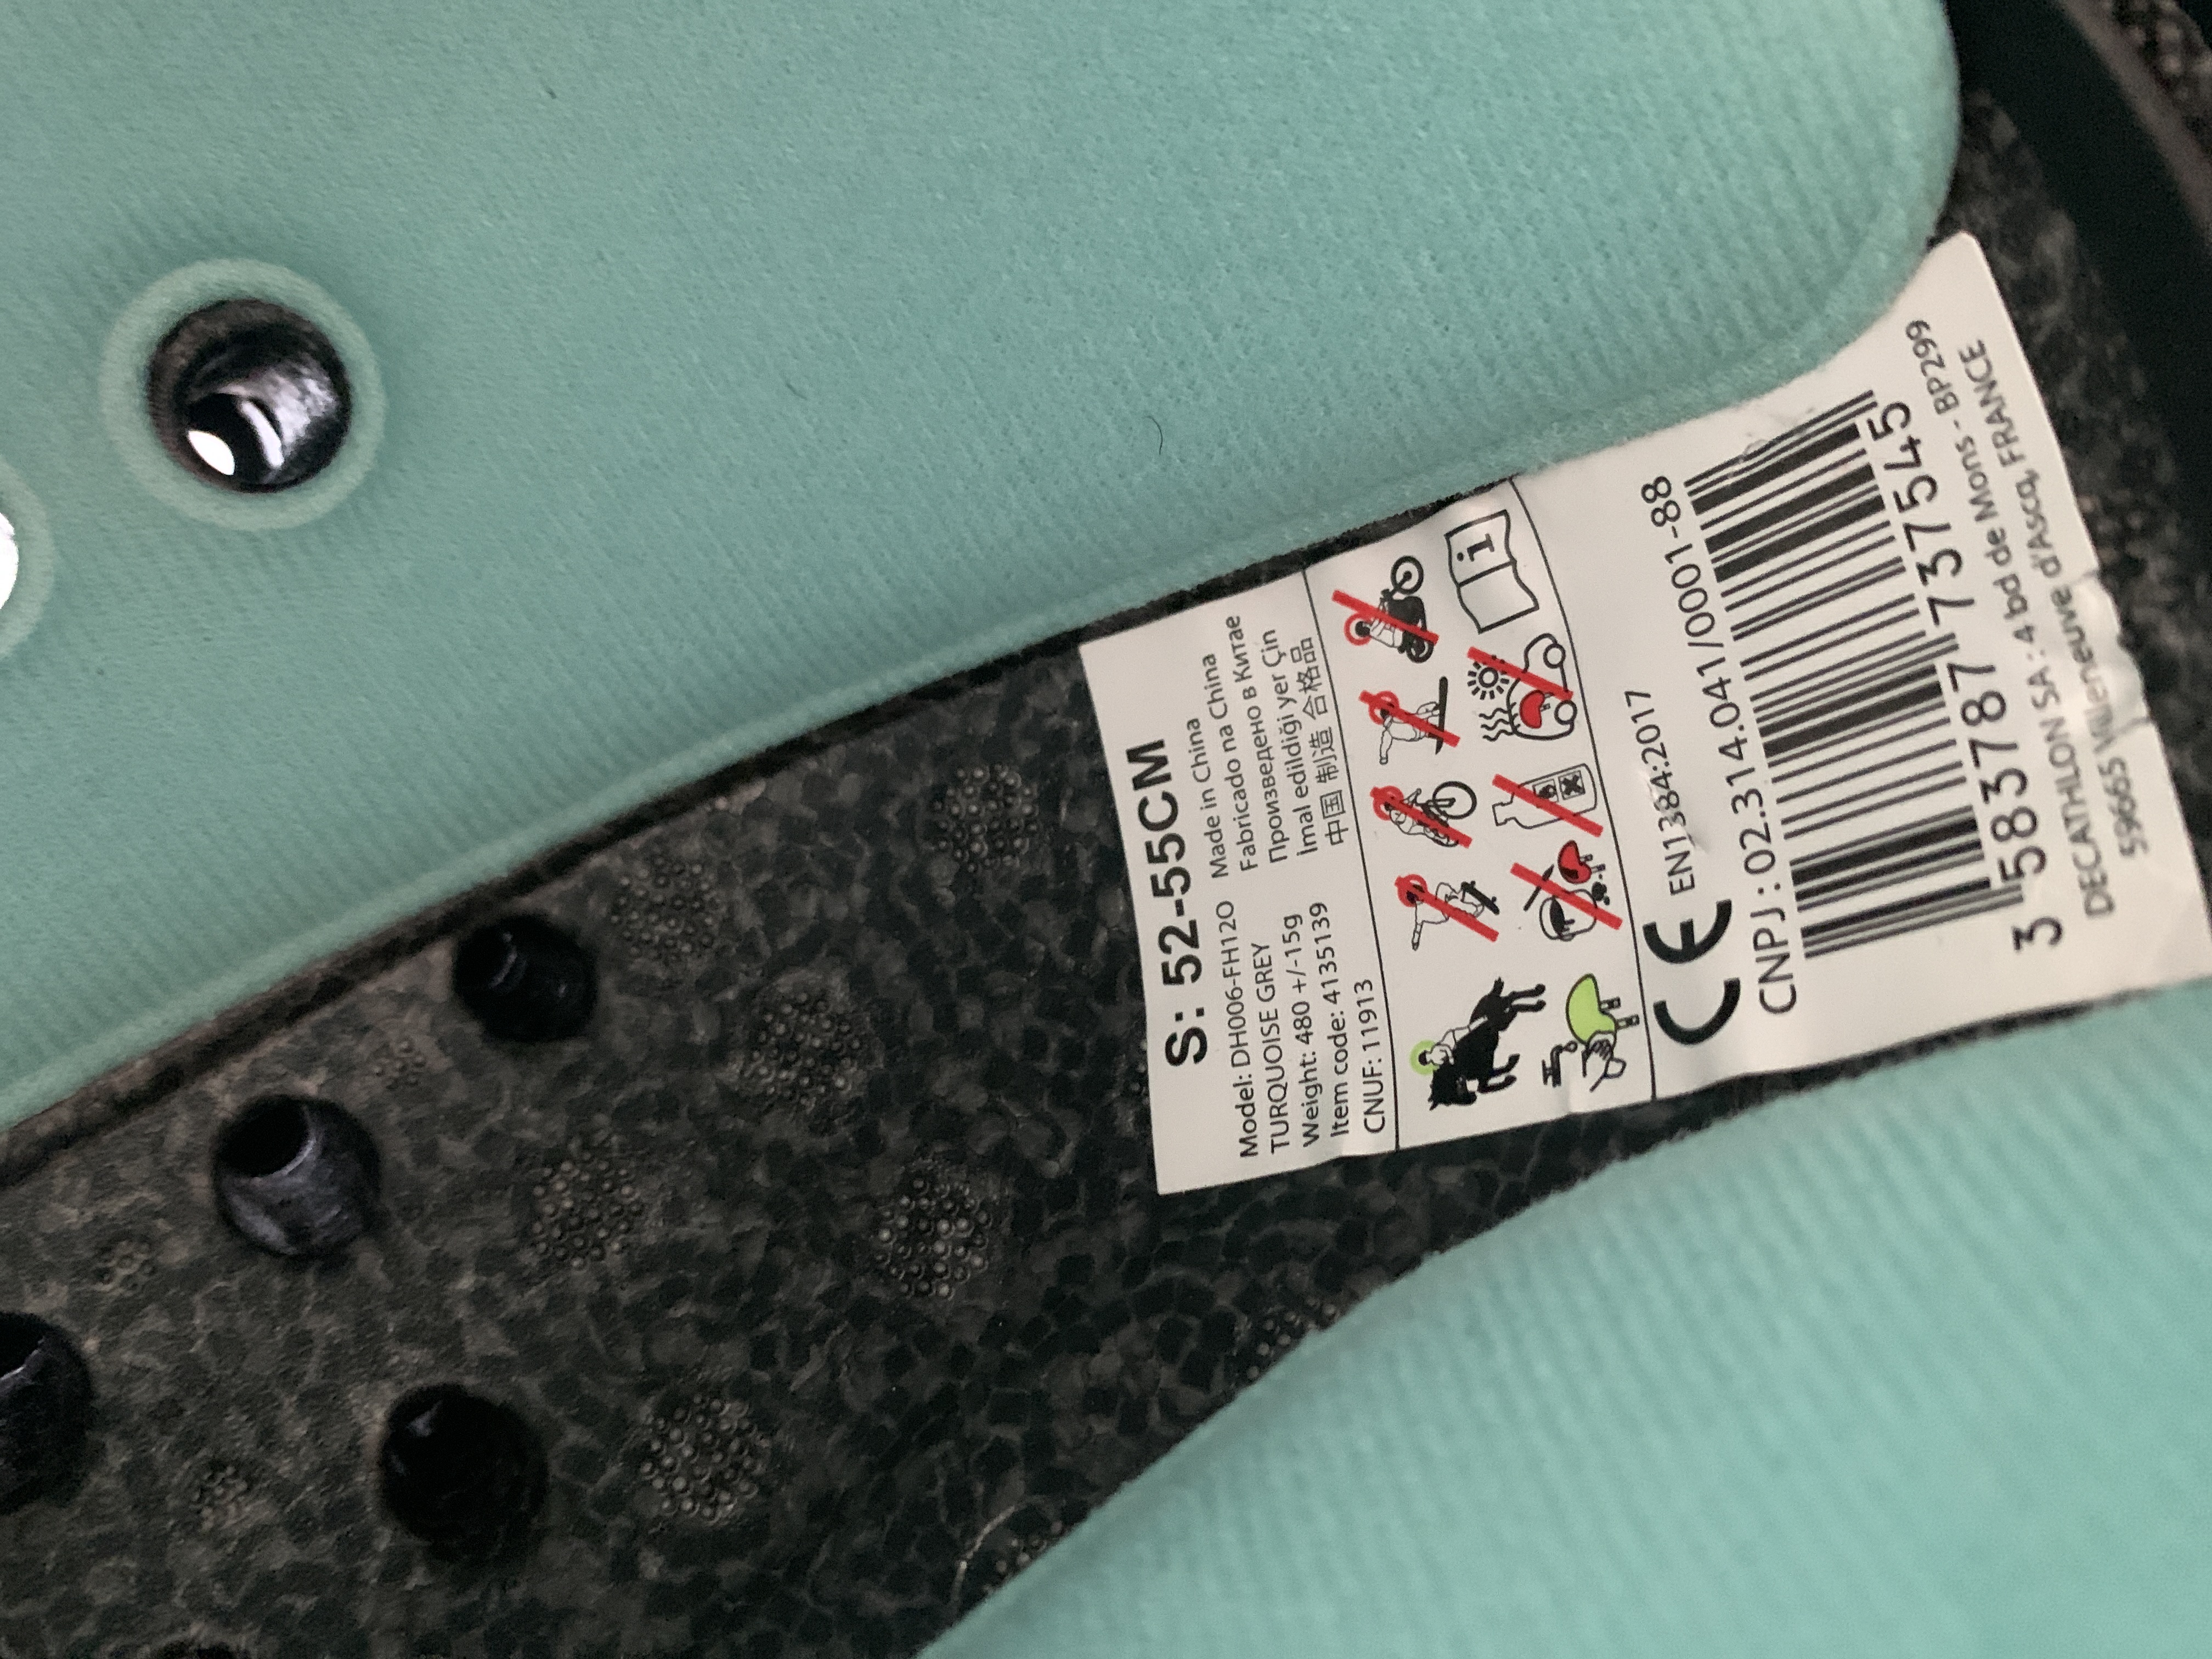 S: 52-55CM
Model: DH006-FH12O
TURQUOISE GREY
Weight: 480 +/-15g
Item code: 4135139
CNUF: 11913
Made in China
Fabricado na China
Произведено в Китае
İmal edildiği yer Çin
中国 制造 合格品
i
CE EN1384:2017
CNPJ : 02.314.041/0001-88
3 583787 737545
DECATHLON SA : 4 bd de Mons - BP299
59665 Villeneuve d'Ascq, FRANCE